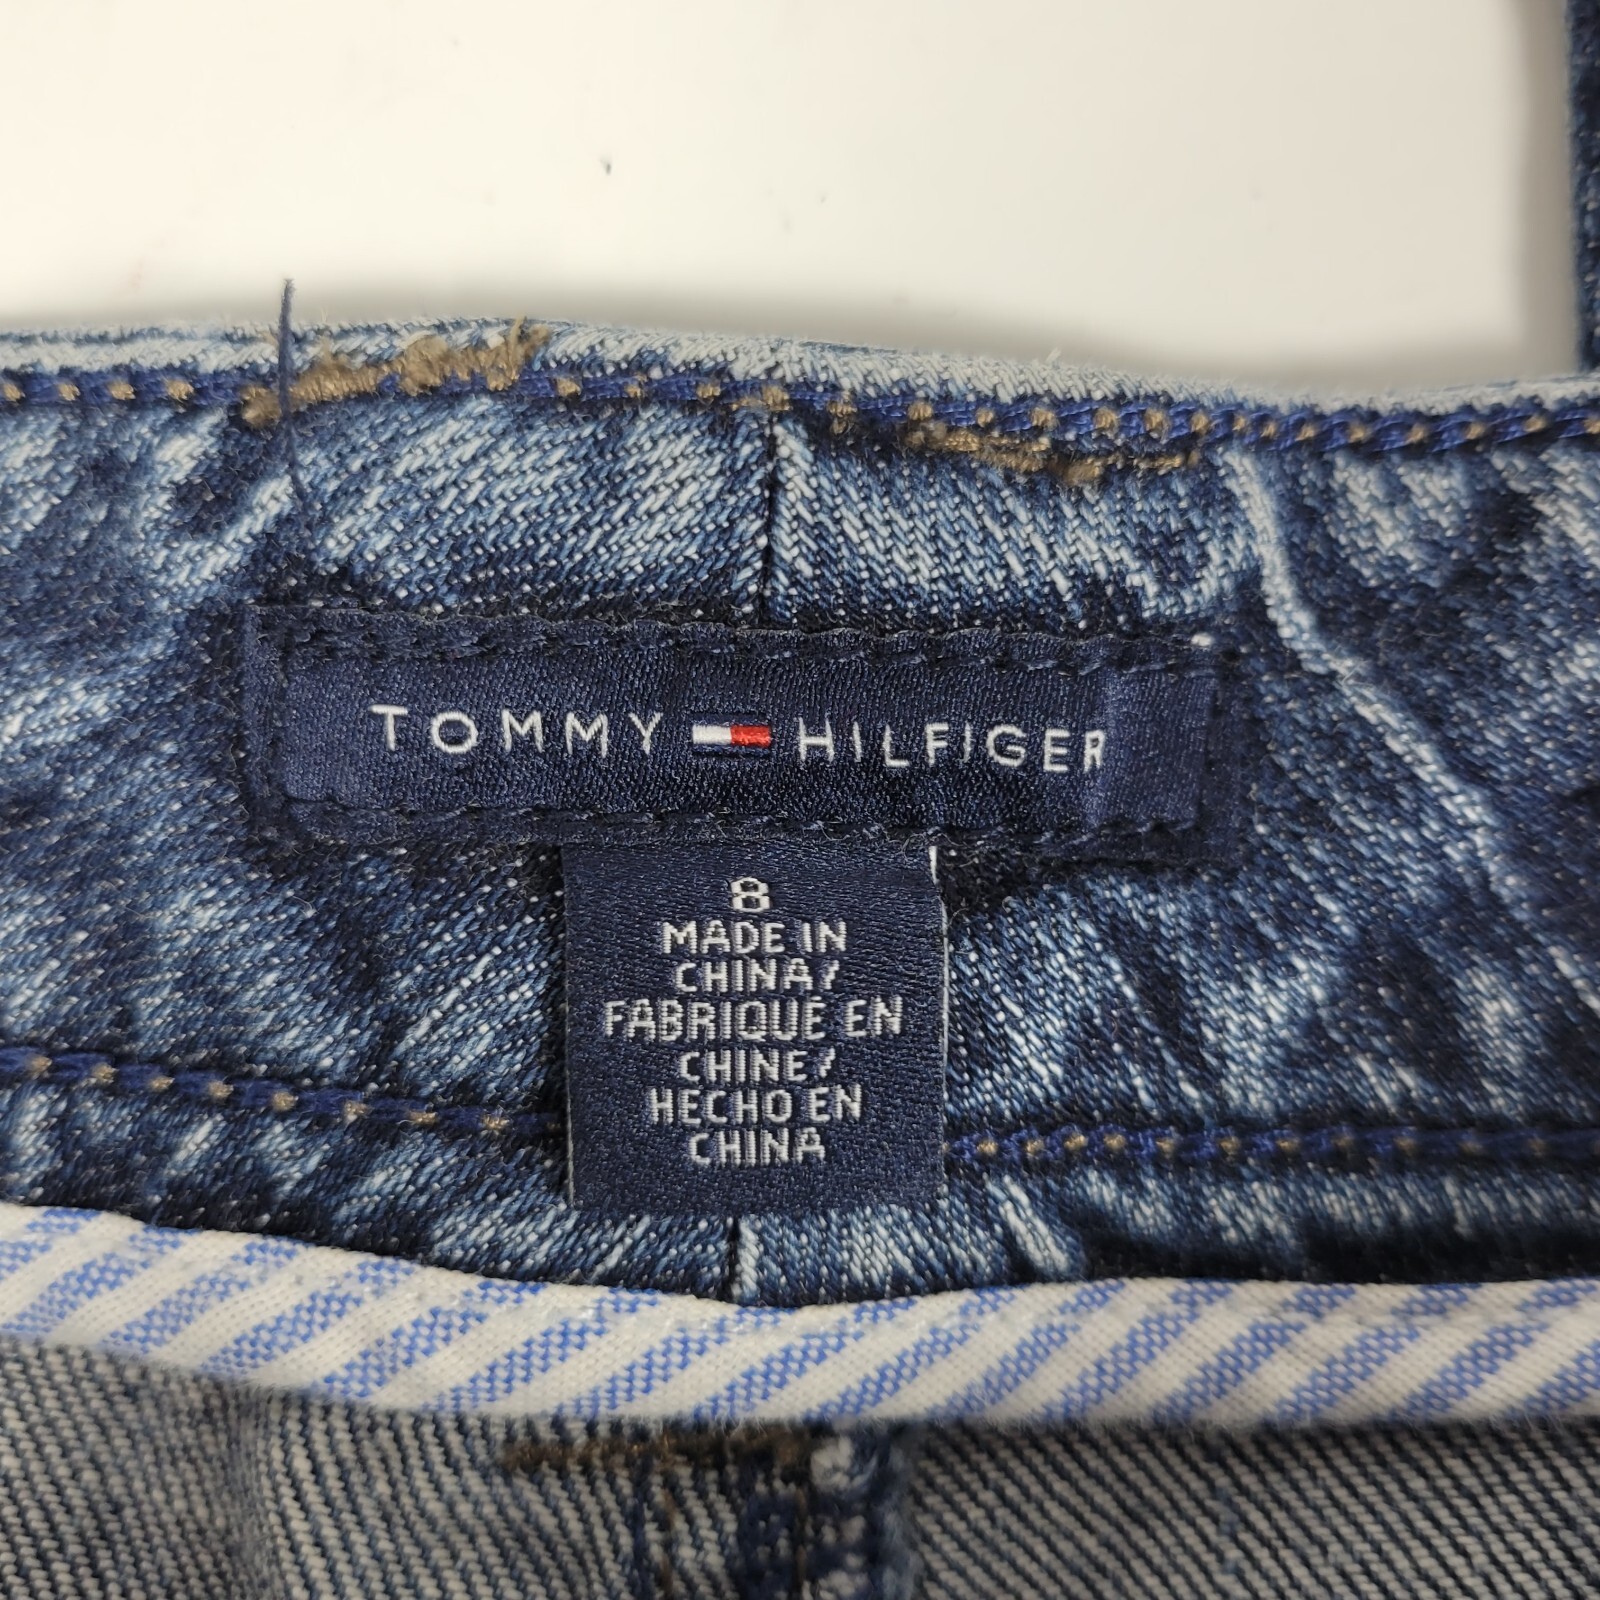 TOMMY HILFIGER
8
MADE IN
CHINA/
FABRIQUÉ EN
CHINE/
HECHO EN
CHINA